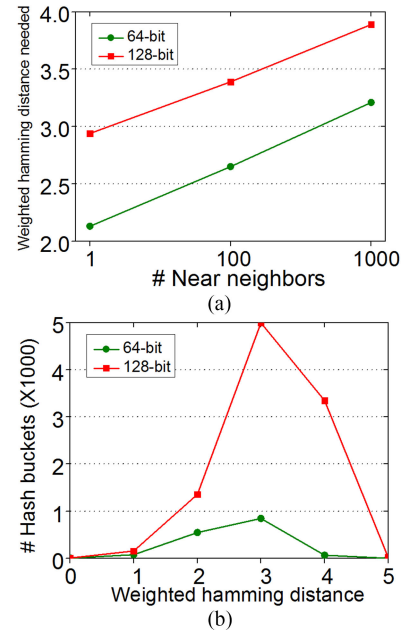 4.0
3.5
3.0
2.5
2.0
Weighted hamming distance needed
64-bit
128-bit
1
100
1000
# Near neighbors
(a)
5
4
3
2
1
0
# Hash buckets (X1000)
64-bit
128-bit
0
1
2
3
4
5
Weighted hamming distance
(b)